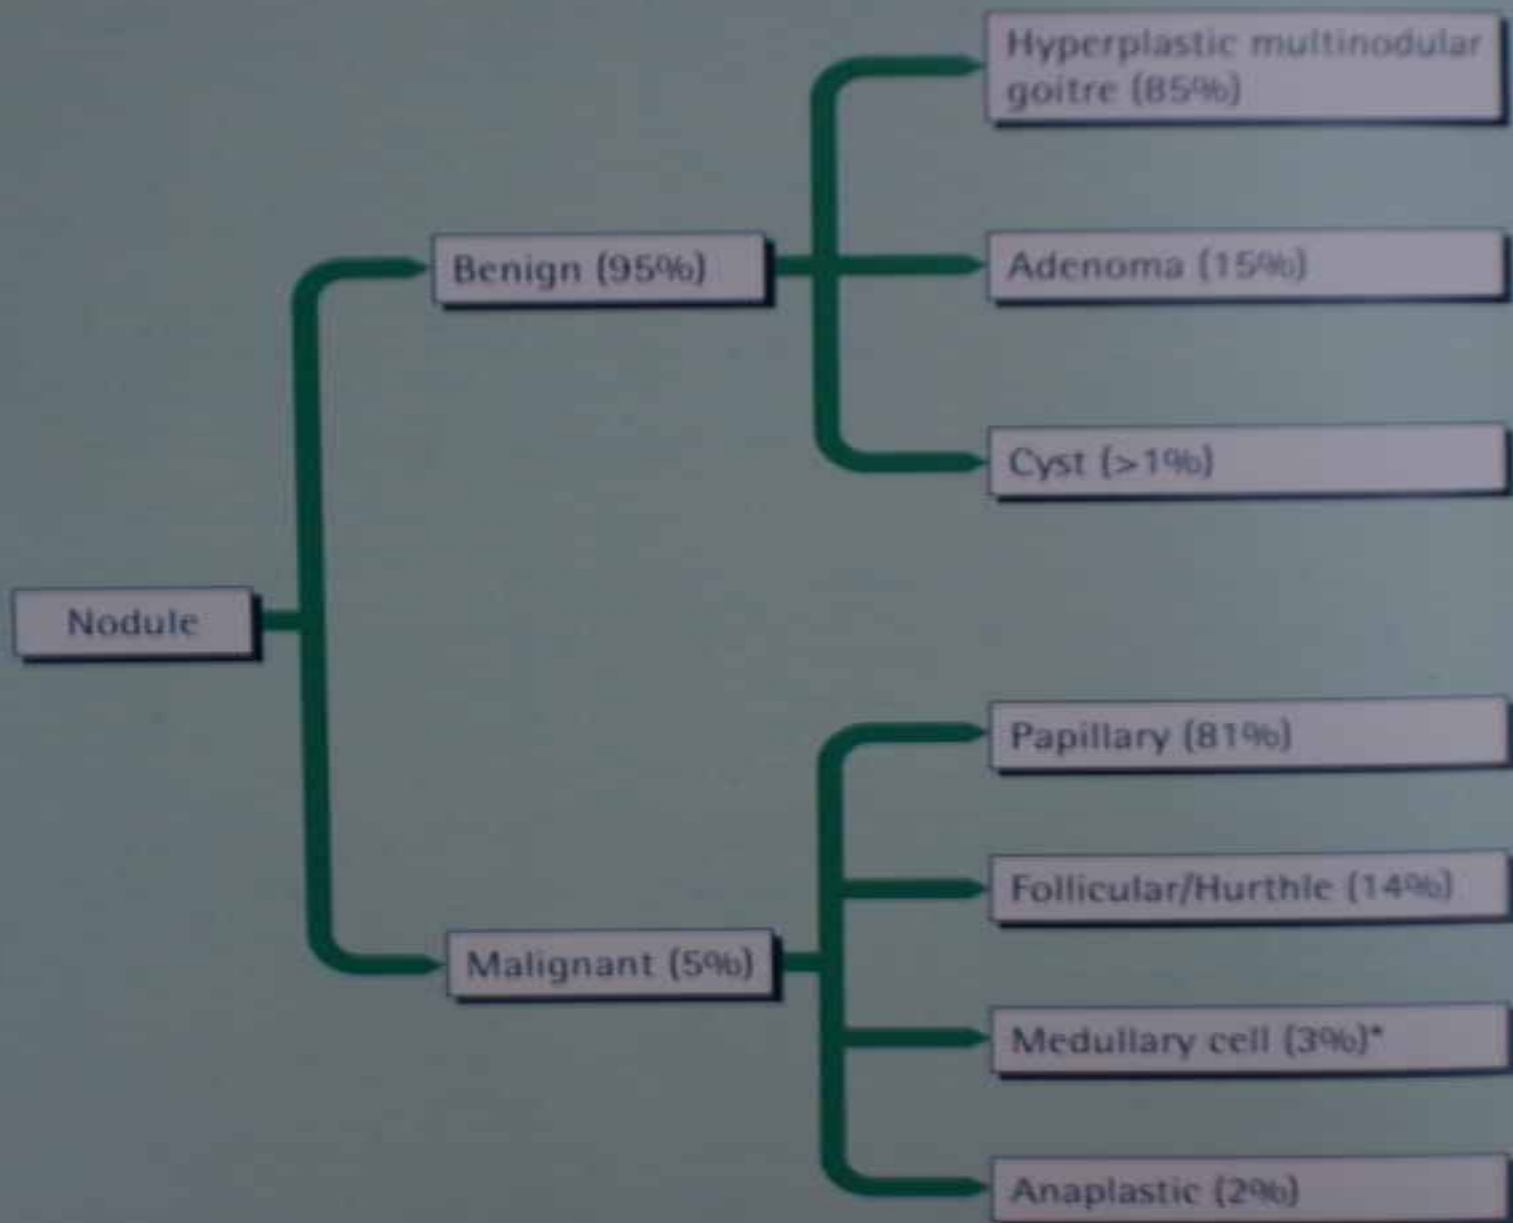 Hyperplastic multinodular
goitre (85%)
Benign (95%)
Adenoma (15%)
Cyst (>1%)
Nodule
Papillary (81%)
Follicular/Hurthle (14%)
Malignant (5%)
Medullary cell (3%)*
Anaplastic (2%)